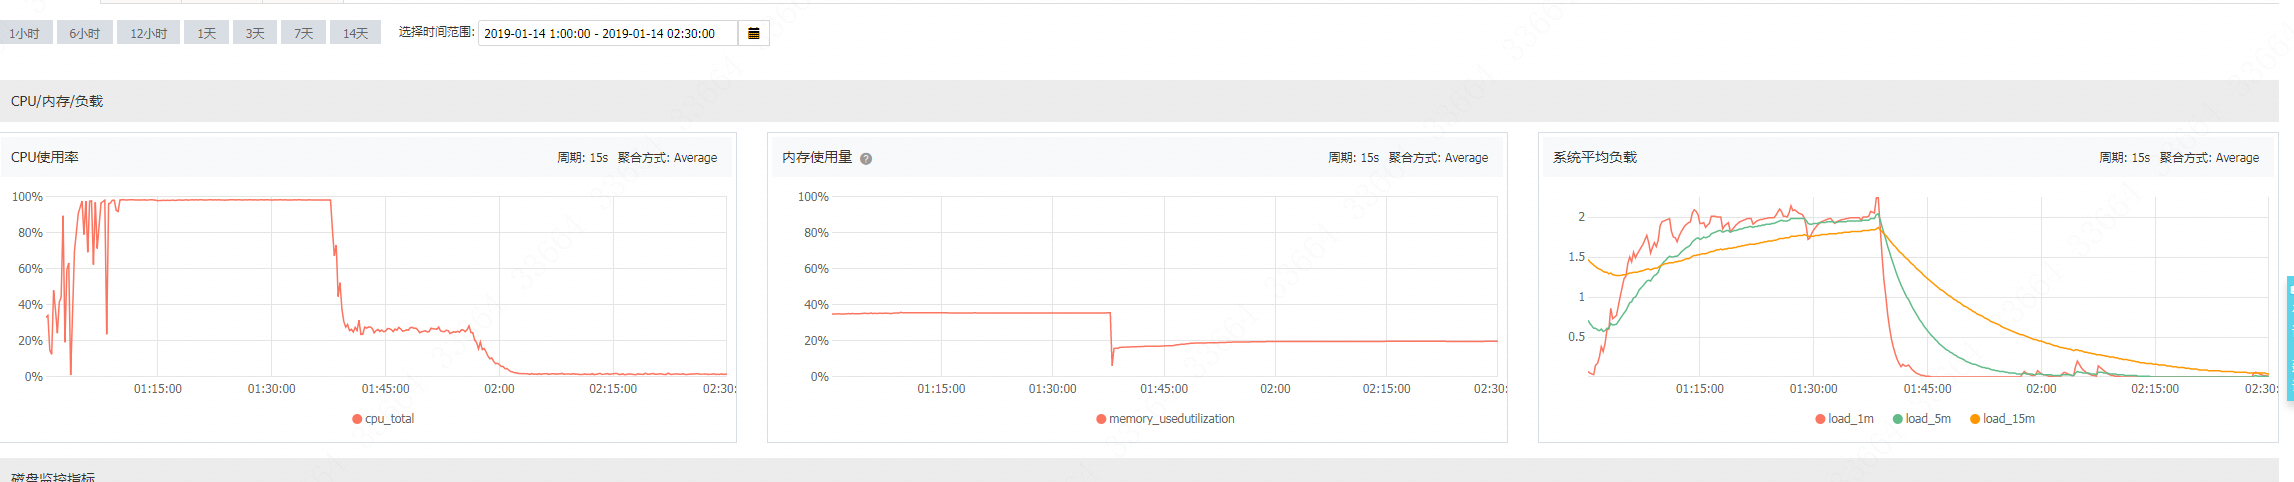 1小时 6小时 12小时 1天 3天 7天 14天 选择时间范围: 2019-01-14 1:00:00 - 2019-01-14 02:30:00
CPU/内存/负载
CPU使用率 周期: 15s 聚合方式: Average
100%
80%
60%
40%
20%
0%
01:15:00 01:30:00 01:45:00 02:00 02:15:00 02:30:
cpu_total
内存使用量 ? 周期: 15s 聚合方式: Average
100%
80%
60%
40%
20%
0%
01:15:00 01:30:00 01:45:00 02:00 02:15:00 02:30:
memory_usedutilization
系统平均负载 周期: 15s 聚合方式: Average
2
1.5
1
0.5
01:15:00 01:30:00 01:45:00 02:00 02:15:00 02:30:
load_1m load_5m load_15m
磁盘监控指标
33664